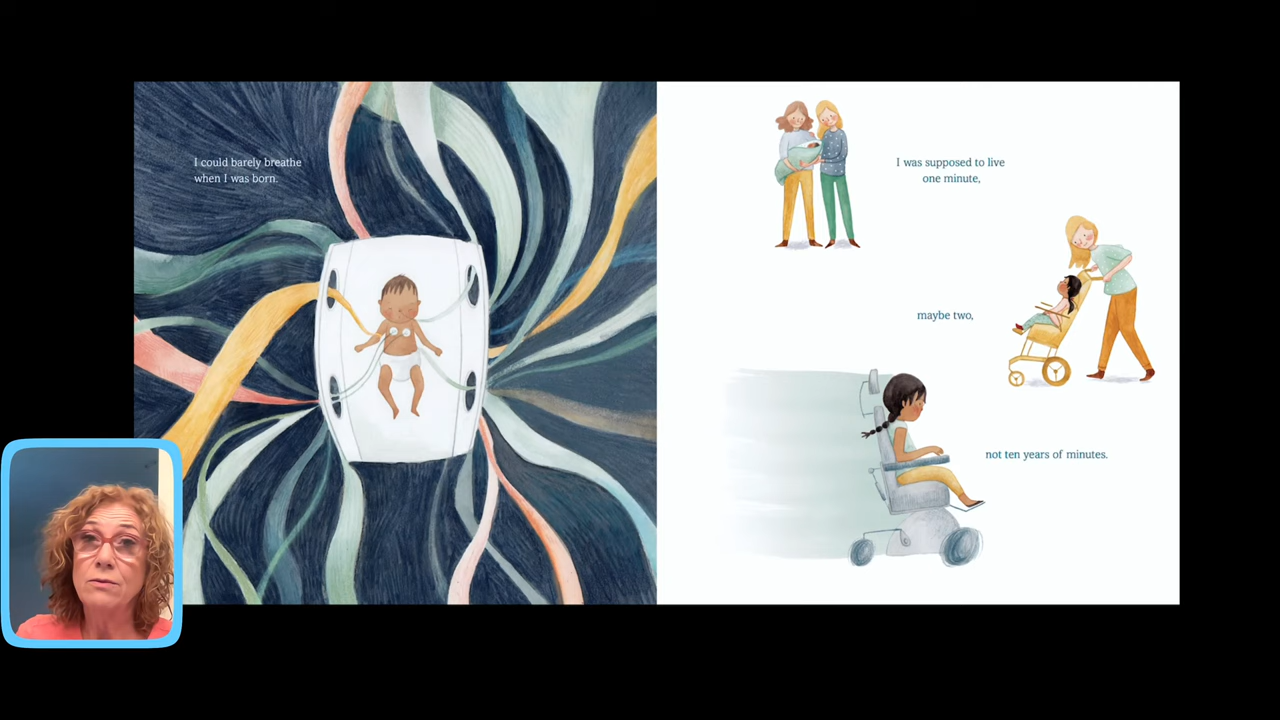 I could barely breathe
when I was born.
I was supposed to live
one minute,
maybe two,
not ten years of minutes.